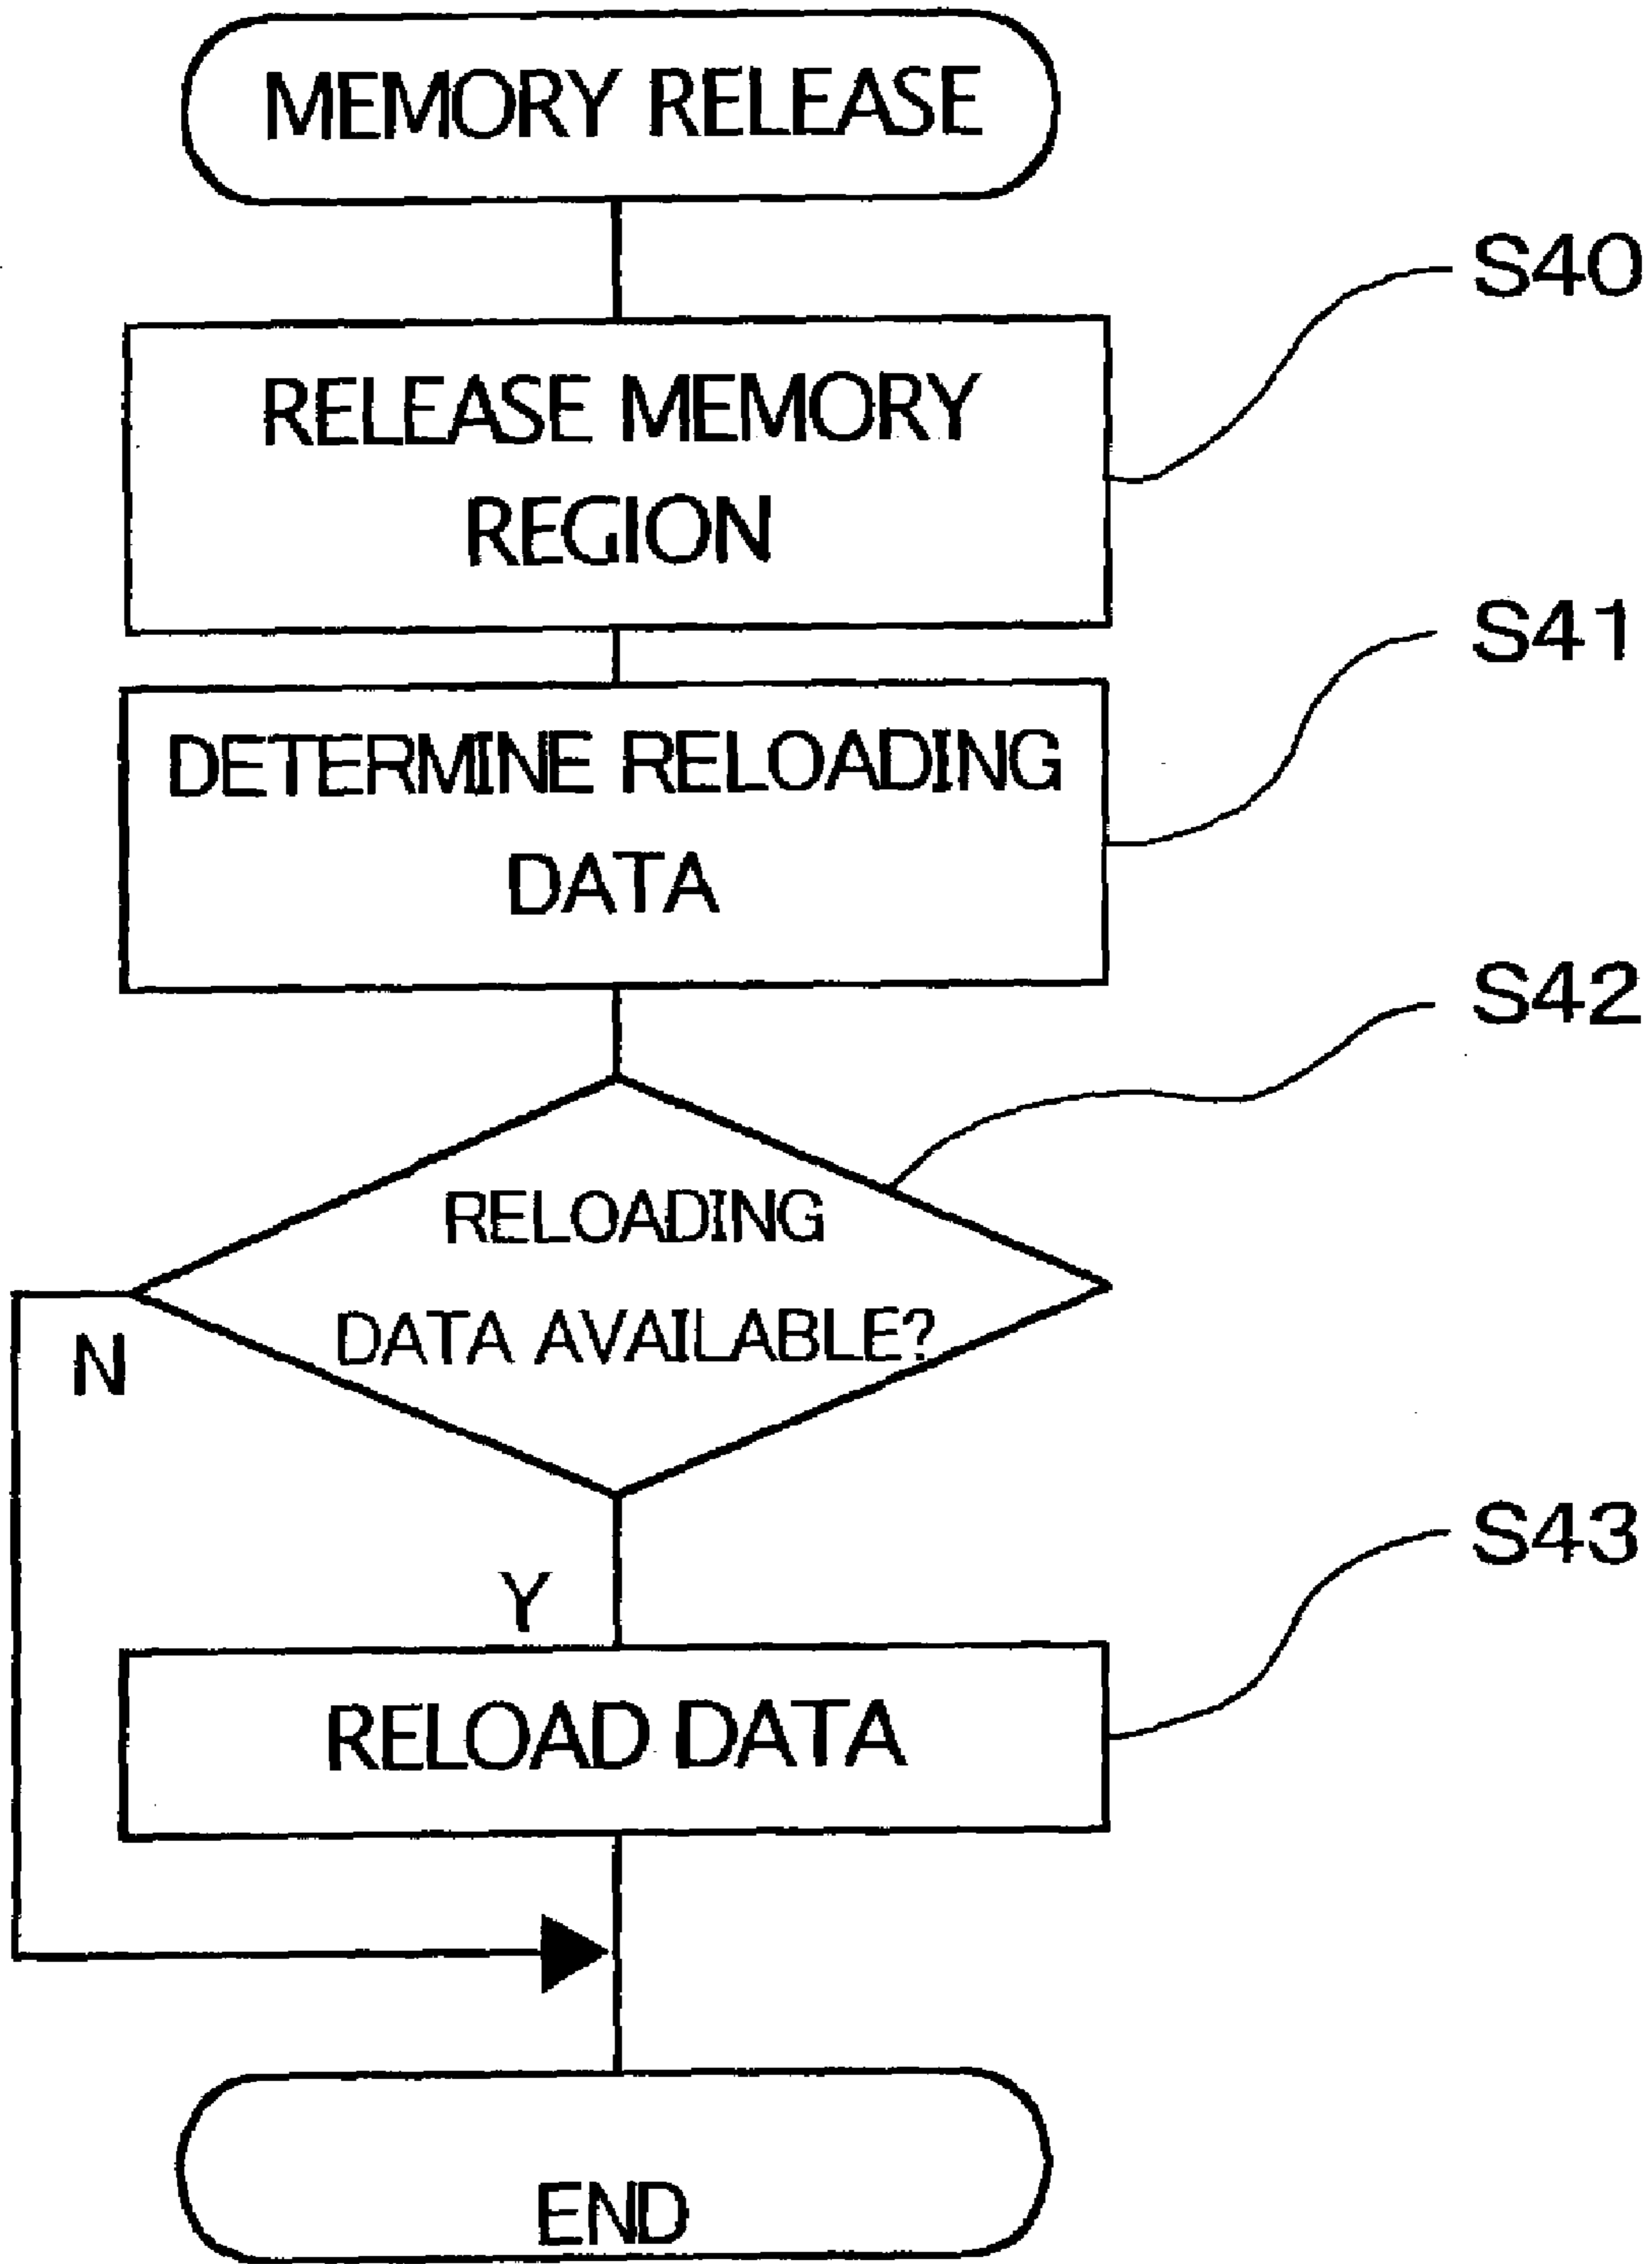 MEMORY RELEASE
S40
RELEASE MEMORY
REGION
S41
DETERMINE RELOADING
DATA
S42
RELOADING
DATA AVAILABLE?
N
Y
S43
RELOAD DATA
END